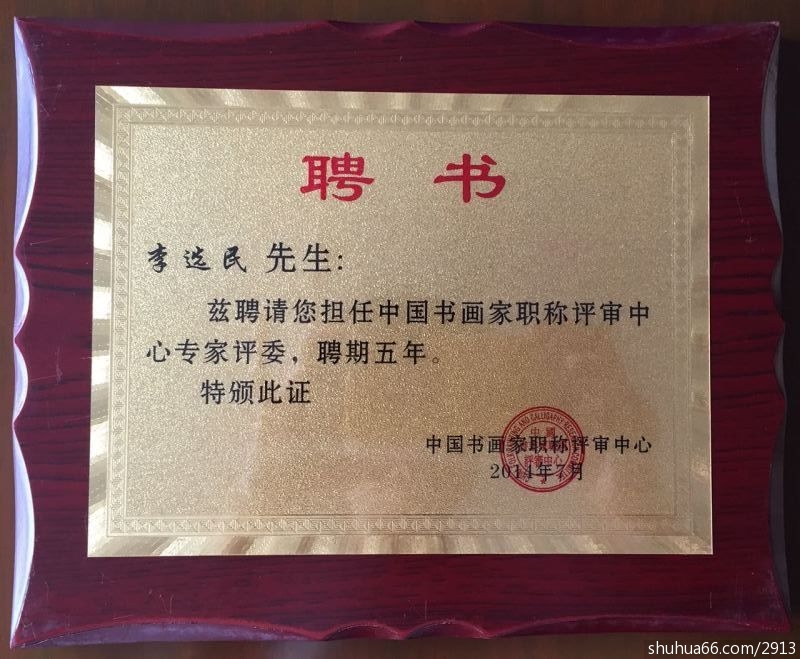 聘 书
李选民 先生:
兹聘请您担任中国书画家职称评审中
心专家评委，聘期五年。
特颁此证
中国书画家职称评审中心
2014年7月
shuhua66.com/2913